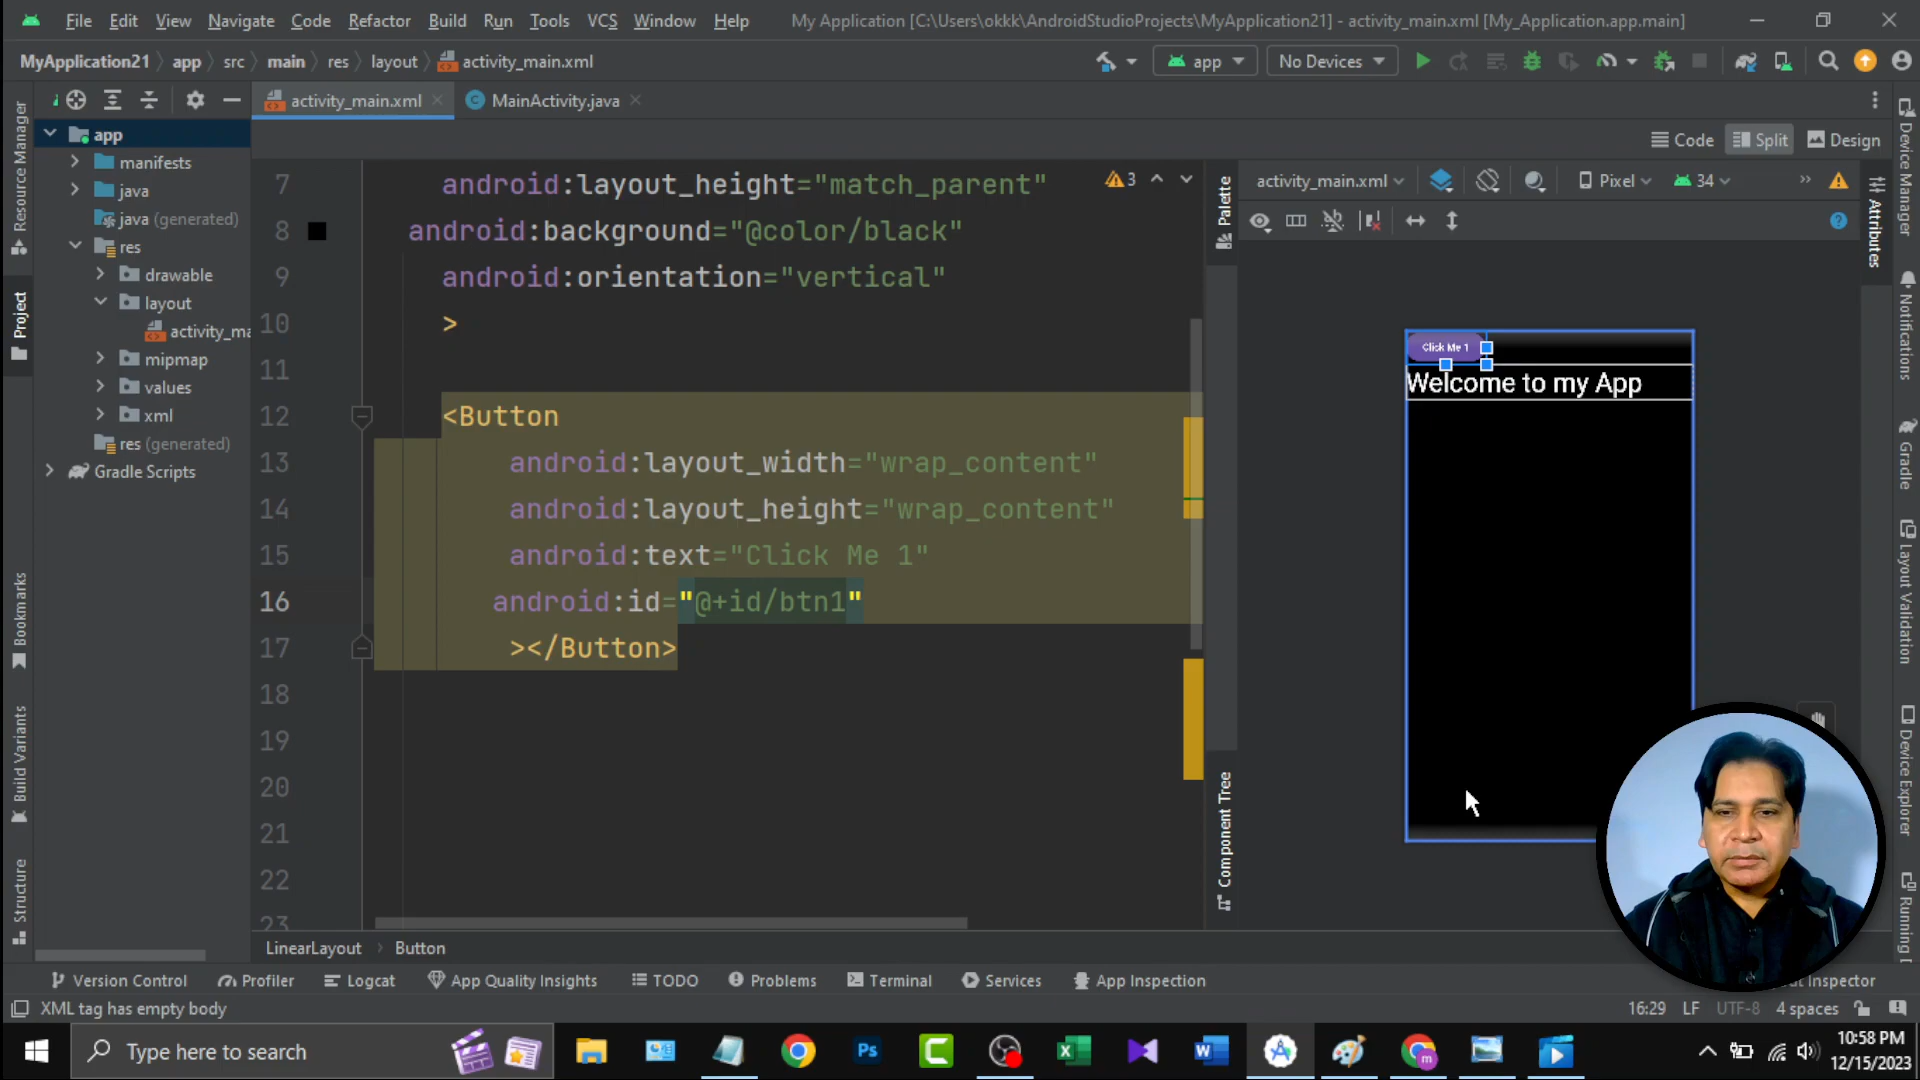 File Edit View Navigate Code Refactor Build Run Tools VCS Window Help My Application [C:\Users\okkk\AndroidStudioProjects\MyApplication21] - activity_main.xml [My_Application.app.main]
MyApplication21 app src main res layout activity_main.xml app No Devices
activity_main.xml MainActivity.java
Code Split Design
Resource Manager
Project
Bookmarks
Build Variants
Structure
app
manifests
java
java (generated)
res
drawable
layout
activity_ma
mipmap
values
xml
res (generated)
Gradle Scripts
7 android:layout_height="match_parent"
8 android:background="@color/black"
9 android:orientation="vertical"
10 >
11
12 <Button
13 android:layout_width="wrap_content"
14 android:layout_height="wrap_content"
15 android:text="Click Me 1"
16 android:id="@+id/btn1"
17 ></Button>
18
19
20
21
22
23
3
Palette
Component Tree
activity_main.xml Pixel 34
Click Me 1
Welcome to my App
Attributes
Device Manager
Notifications
Gradle
Layout Validation
Device Explorer
Running
LinearLayout Button
Version Control Profiler Logcat App Quality Insights TODO Problems Terminal Services App Inspection Inspector
XML tag has empty body 16:29 LF UTF-8 4 spaces
Type here to search
10:58 PM
12/15/2023